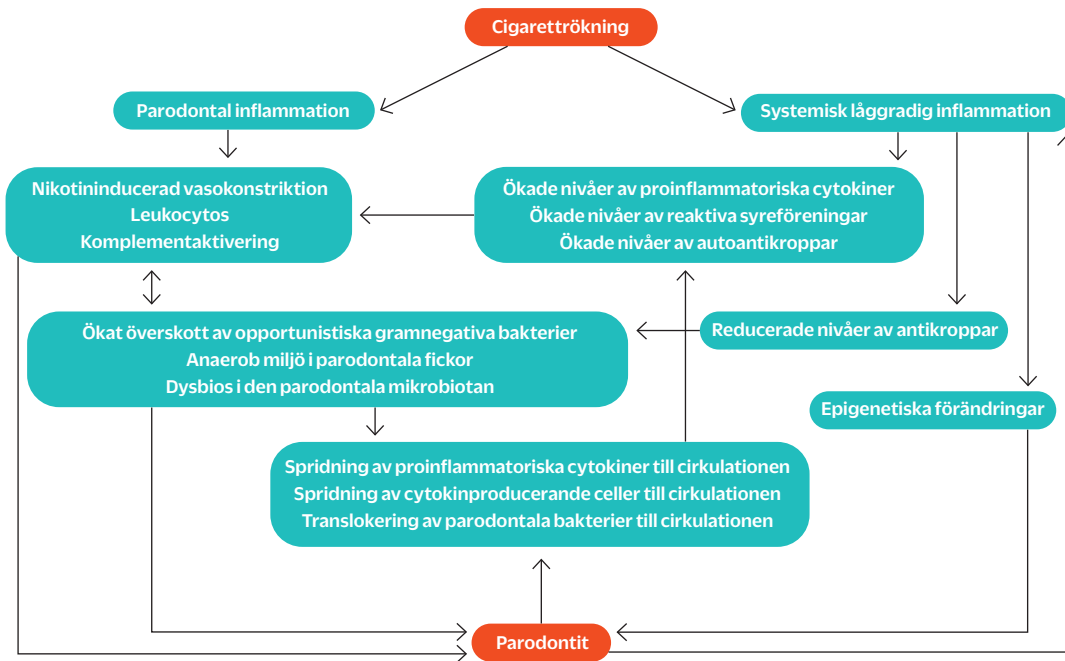 Cigarettrökning
Parodontal inflammation
Systemisk låggradig inflammation
Nikotininducerad vasokonstriktion
Leukocytos
Komplementaktivering
Ökade nivåer av proinflammatoriska cytokiner
Ökade nivåer av reaktiva syreföreningar
Ökade nivåer av autoantikroppar
Ökat överskott av opportunistiska gramnegativa bakterier
Anaerob miljö i parodontala fickor
Dysbios i den parodontala mikrobiotan
Reducerade nivåer av antikroppar
Epigenetiska förändringar
Spridning av proinflammatoriska cytokiner till cirkulationen
Spridning av cytokinproducerande celler till cirkulationen
Translokering av parodontala bakterier till cirkulationen
Parodontit